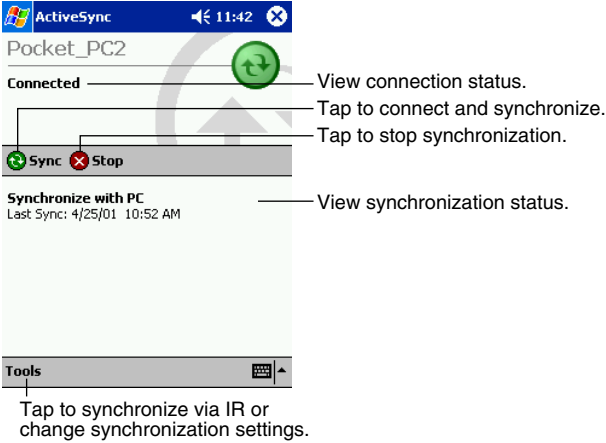 ActiveSync 11:42
Pocket_PC2
Connected
View connection status.
Tap to connect and synchronize.
Tap to stop synchronization.
Sync Stop
Synchronize with PC
Last Sync: 4/25/01 10:52 AM
View synchronization status.
Tools
Tap to synchronize via IR or
change synchronization settings.